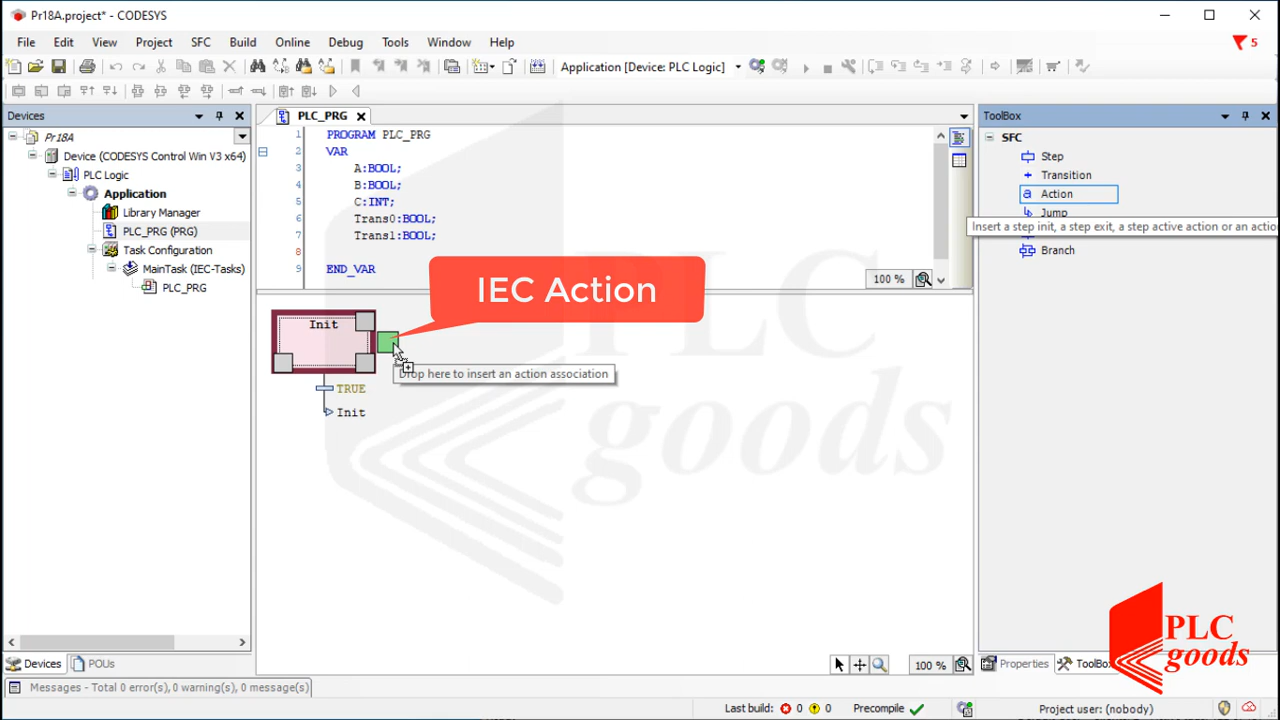 Pr18A.project* - CODESYS
File Edit View Project SFC Build Online Debug Tools Window Help
5
Application [Device: PLC Logic]
Devices
Pr18A
Device (CODESYS Control Win V3 x64)
PLC Logic
Application
Library Manager
PLC_PRG (PRG)
Task Configuration
MainTask (IEC-Tasks)
PLC_PRG
Devices POUs
PLC_PRG
1 PROGRAM PLC_PRG
2 VAR
3 A:BOOL;
4 B:BOOL;
5 C:INT;
6 Trans0:BOOL;
7 Trans1:BOOL;
8
9 END_VAR
100 %
IEC Action
Init
Drop here to insert an action association
TRUE
Init
PLC
goods
100 %
ToolBox
SFC
Step
Transition
a Action
Jump
Insert a step init, a step exit, a step active action or an actio
Branch
Properties ToolBox
PLC
goods
Messages - Total 0 error(s), 0 warning(s), 0 message(s)
Last build: 0 0 Precompile Project user: (nobody)